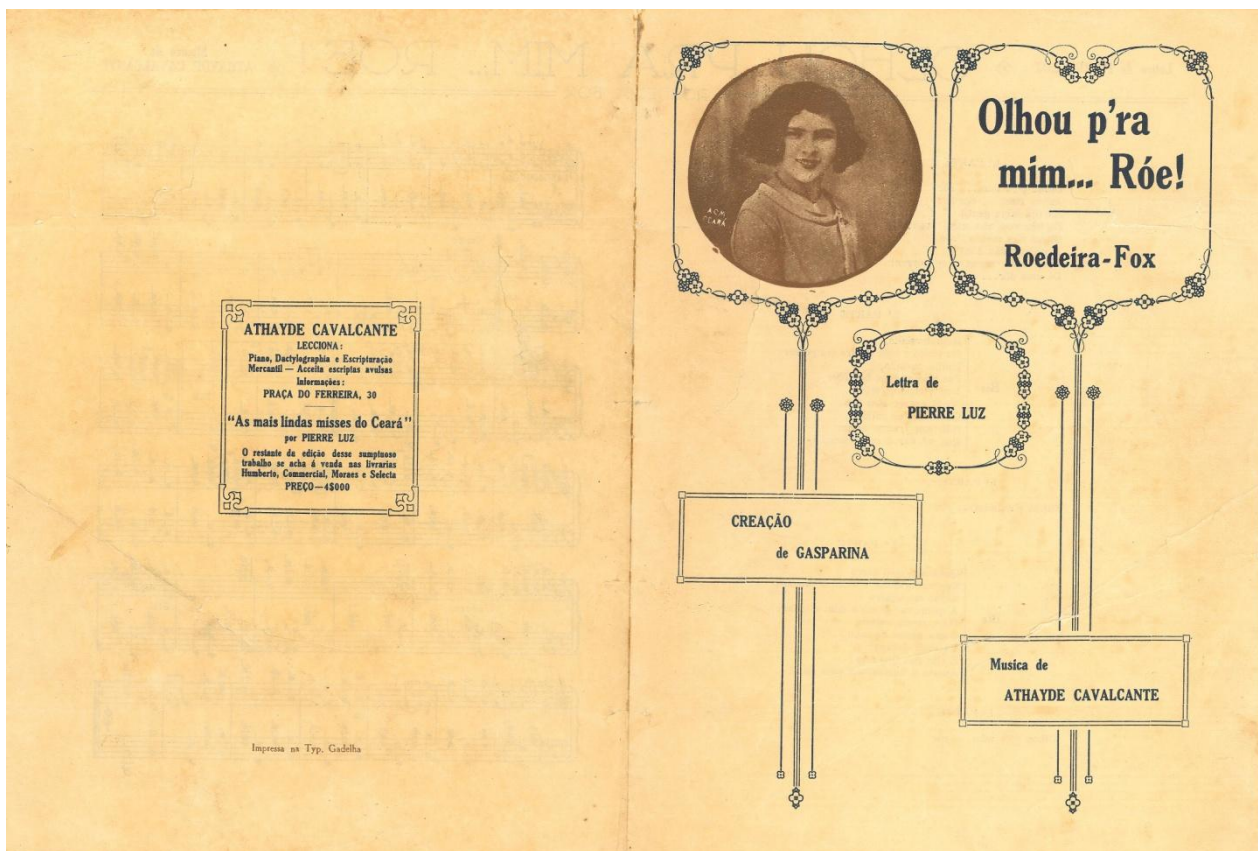 ATHAYDE CAVALCANTE
LECCIONA :
Piano, Dactylographia e Escripturação
Mercantil — Acceita escriptas avulsas
Informações :
PRAÇA DO FERREIRA, 30
"As mais lindas misses do Ceará"
por PIERRE LUZ
O restante da edição desse sumptuoso
trabalho se acha á venda nas livrarias
Humberto, Commercial, Moraes e Selecta
PREÇO—4$000
Impressa na Typ. Gadelha
CEARÁ
Olhou p'ra
mim... Róe!
Roedeira-Fox
Lettra de
PIERRE LUZ
CREAÇÃO
de GASPARINA
Musica de
ATHAYDE CAVALCANTE